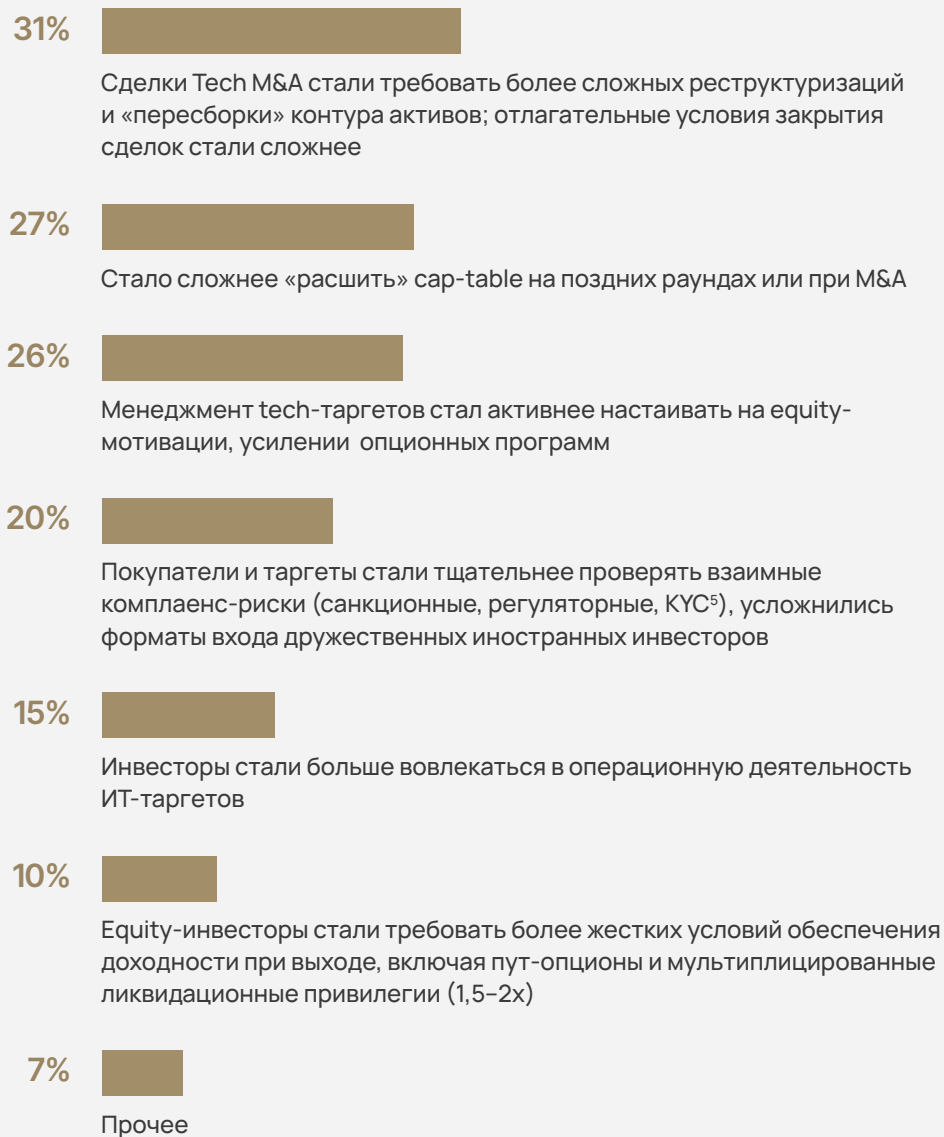 31%
Сделки Tech M&A стали требовать более сложных реструктуризаций
и «пересборки» контура активов; отлагательные условия закрытия
сделок стали сложнее
27%
Стало сложнее «расшить» cap-table на поздних раундах или при M&A
26%
Менеджмент tech-таргетов стал активнее настаивать на equity-
мотивации, усилении опционных программ
20%
Покупатели и таргеты стали тщательнее проверять взаимные
комплаенс-риски (санкционные, регуляторные, KYC⁵), усложнились
форматы входа дружественных иностранных инвесторов
15%
Инвесторы стали больше вовлекаться в операционную деятельность
ИТ-таргетов
10%
Equity-инвесторы стали требовать более жестких условий обеспечения
доходности при выходе, включая пут-опционы и мультиплицированные
ликвидационные привилегии (1,5–2x)
7%
Прочее